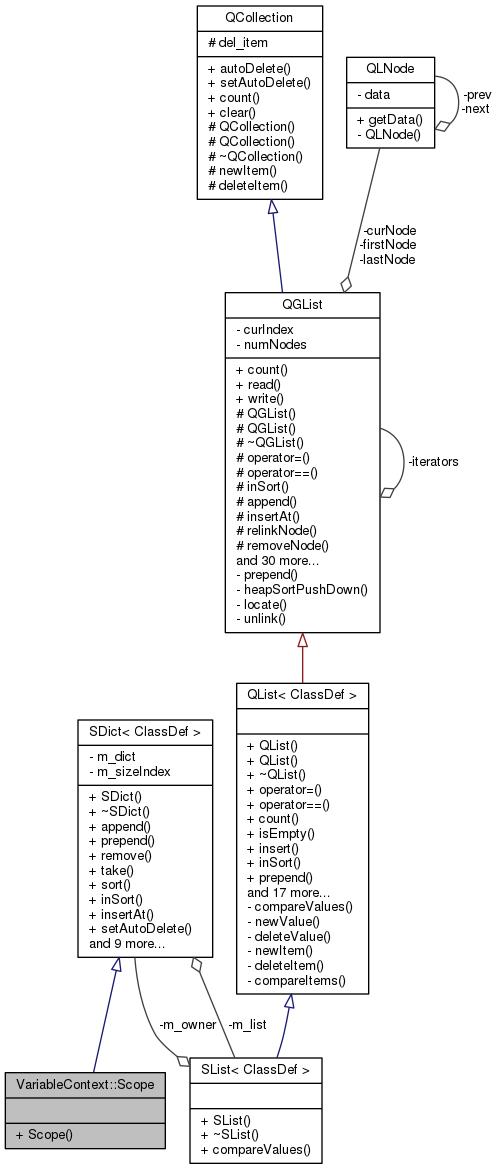 QCollection
# del_item
+ autoDelete()
+ setAutoDelete()
+ count()
+ clear()
# QCollection()
# QCollection()
# ~QCollection()
# newItem()
# deleteItem()
QLNode
- data
+ getData()
- QLNode()
-prev
-next
-curNode
-firstNode
-lastNode
QGList
- curIndex
- numNodes
+ count()
+ read()
+ write()
# QGList()
# QGList()
# ~QGList()
# operator=()
# operator==()
# inSort()
# append()
# insertAt()
# relinkNode()
# removeNode()
and 30 more...
- prepend()
- heapSortPushDown()
- locate()
- unlink()
-iterators
QList< ClassDef >
+ QList()
+ QList()
+ ~QList()
+ operator=()
+ operator==()
+ count()
+ isEmpty()
+ insert()
+ inSort()
+ prepend()
and 17 more...
- compareValues()
- newValue()
- deleteValue()
- newItem()
- deleteItem()
- compareItems()
SDict< ClassDef >
- m_dict
- m_sizeIndex
+ SDict()
+ ~SDict()
+ append()
+ prepend()
+ remove()
+ take()
+ sort()
+ inSort()
+ insertAt()
+ setAutoDelete()
and 9 more...
-m_owner
-m_list
VariableContext::Scope
+ Scope()
SList< ClassDef >
+ SList()
+ ~SList()
+ compareValues()